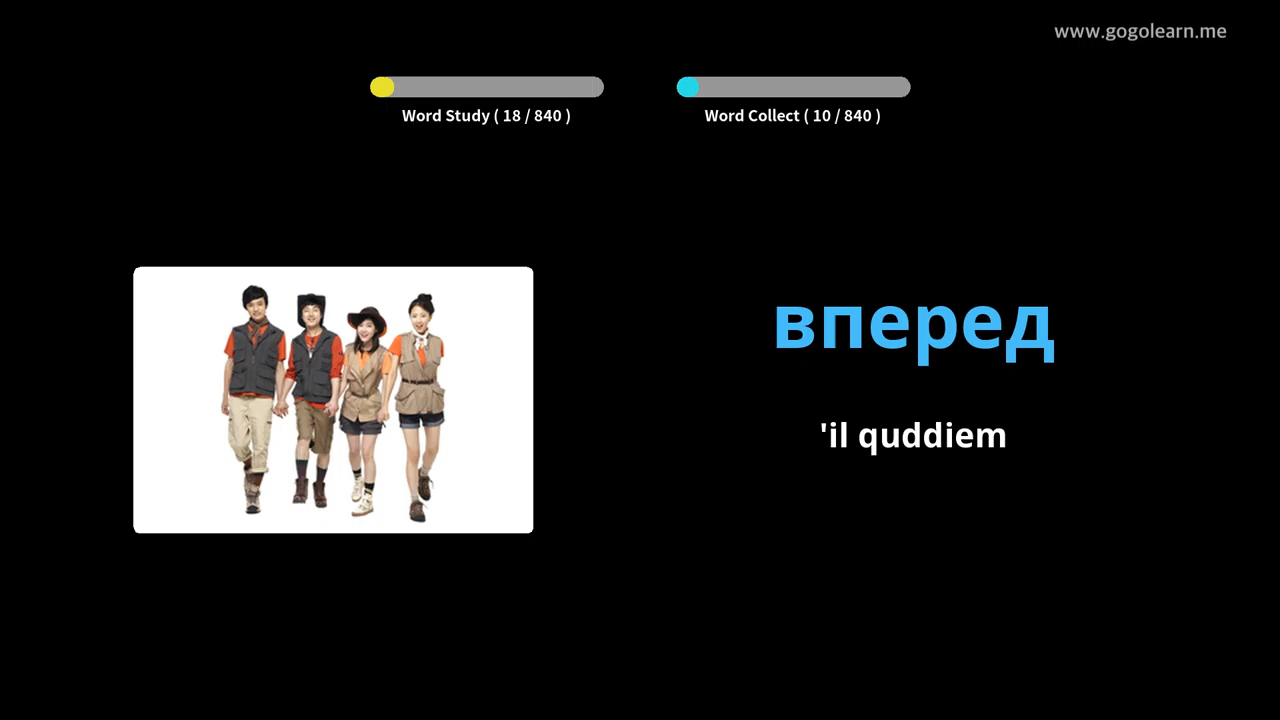 www.gogolearn.me
Word Study ( 18 / 840 )
Word Collect ( 10 / 840 )
вперед
'il quddiem